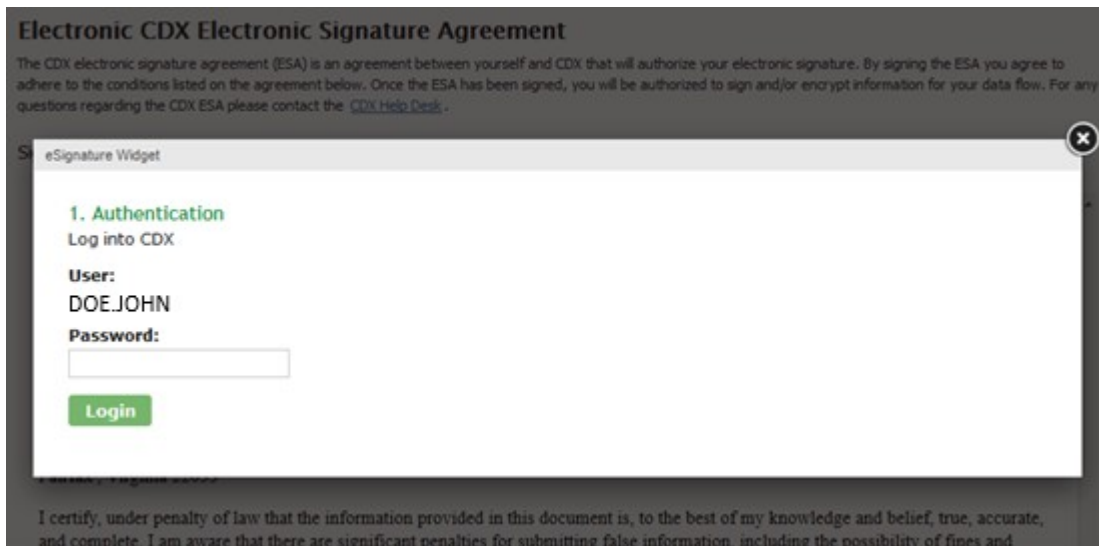 Electronic CDX Electronic Signature Agreement
The CDX electronic signature agreement (ESA) is an agreement between yourself and CDX that will authorize your electronic signature. By signing the ESA you agree to
adhere to the conditions listed on the agreement below. Once the ESA has been signed, you will be authorized to sign and/or encrypt information for your data flow. For any
questions regarding the CDX ESA please contact the CDX Help Desk .
eSignature Widget
1. Authentication
Log into CDX
User:
DOE.JOHN
Password:
Login
I certify, under penalty of law that the information provided in this document is, to the best of my knowledge and belief, true, accurate,
and complete. I am aware that there are significant penalties for submitting false information, including the possibility of fines and